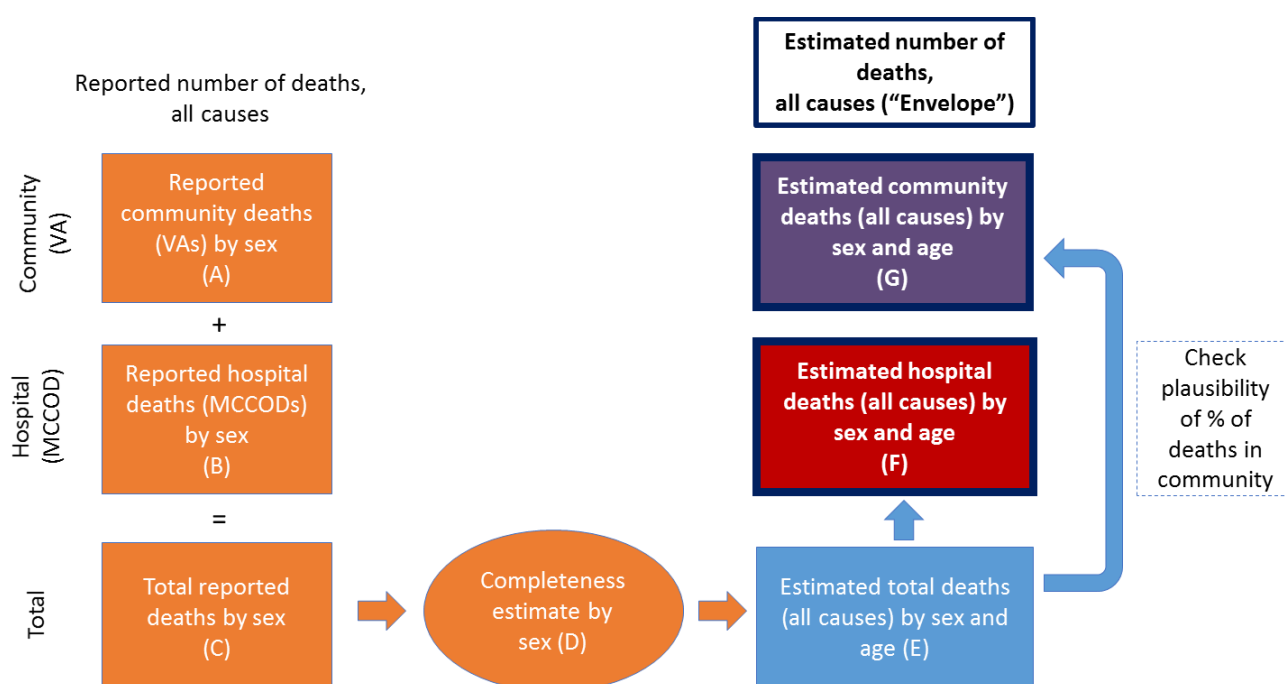 Reported number of deaths,
all causes
Estimated number of
deaths,
all causes (“Envelope”)
Community
(VA)
Reported
community deaths
(VAs) by sex
(A)
Estimated community
deaths (all causes) by
sex and age
(G)
+
Hospital
(MCCOD)
Reported hospital
deaths (MCCODs)
by sex
(B)
Estimated hospital
deaths (all causes) by
sex and age
(F)
Check
plausibility
of % of
deaths in
community
=
Total
Total reported
deaths by sex
(C)
Completeness
estimate by
sex (D)
Estimated total deaths
(all causes) by sex and
age (E)